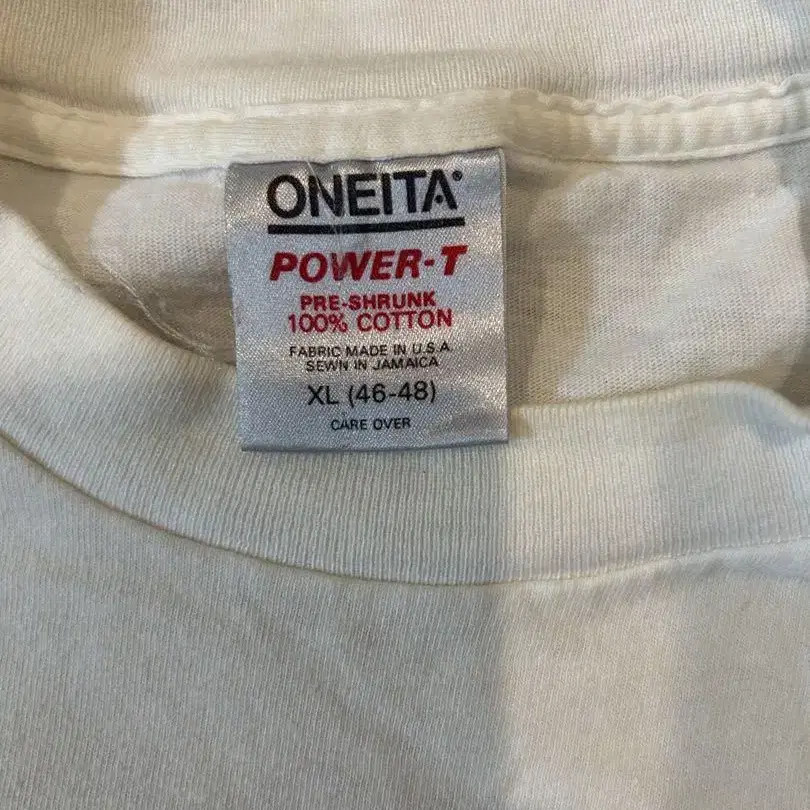 ONEITA®
POWER-T
PRE-SHRUNK
100% COTTON
FABRIC MADE IN U.S.A
SEWN IN JAMAICA
XL (46-48)
CARE OVER